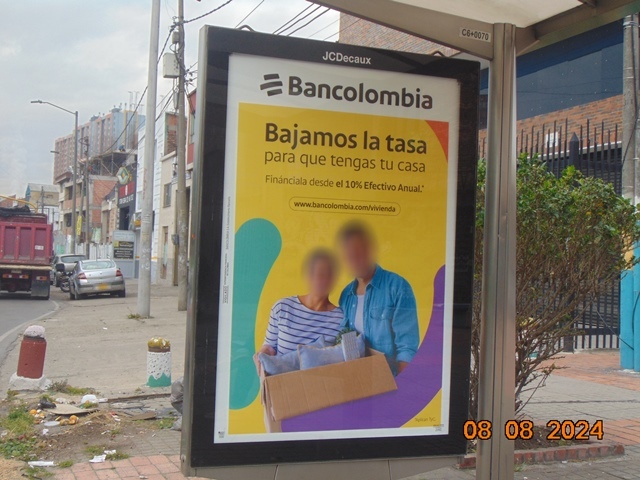 C6+0070
JCDecaux
Bancolombia
Bajamos la tasa
para que tengas tu casa
Finánciala desde el 10% Efectivo Anual.*
www.bancolombia.com/vivienda
08 08 2024